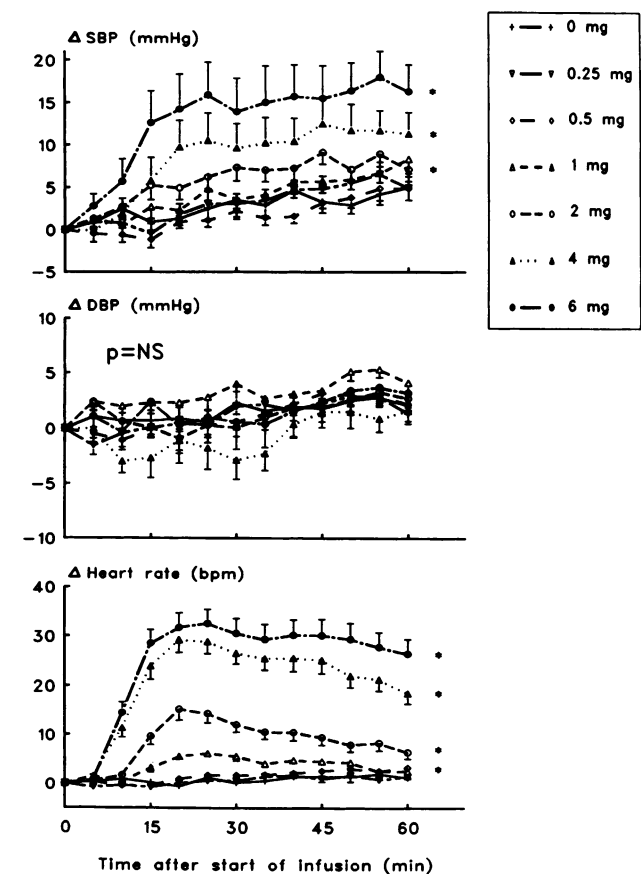 Δ SBP (mmHg)
20
15
10
5
0
−5
*
*
*
0 mg
0.25 mg
0.5 mg
1 mg
2 mg
4 mg
6 mg
Δ DBP (mmHg)
10
5
0
−5
−10
p=NS
Δ Heart rate (bpm)
40
30
20
10
0
*
*
*
*
0 15 30 45 60
Time after start of infusion (min)